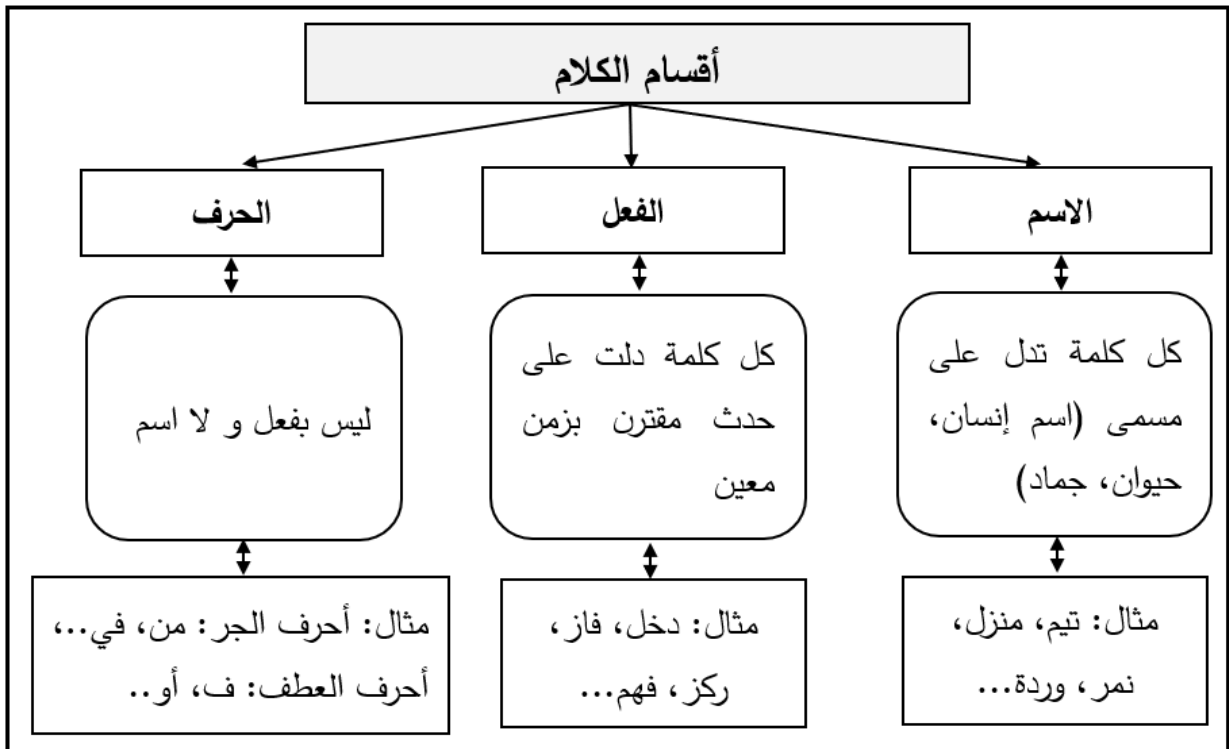 أقسام الكلام
الاسم
الفعل
الحرف
كل كلمة تدل على
مسمى (اسم إنسان،
حيوان، جماد)
كل كلمة دلت على
حدث مقترن بزمن
معين
ليس بفعل و لا اسم
مثال: تيم، منزل،
نمر، وردة...
مثال: دخل، فاز،
ركز، فهم...
مثال: أحرف الجر: من، في..،
أحرف العطف: ف، أو..